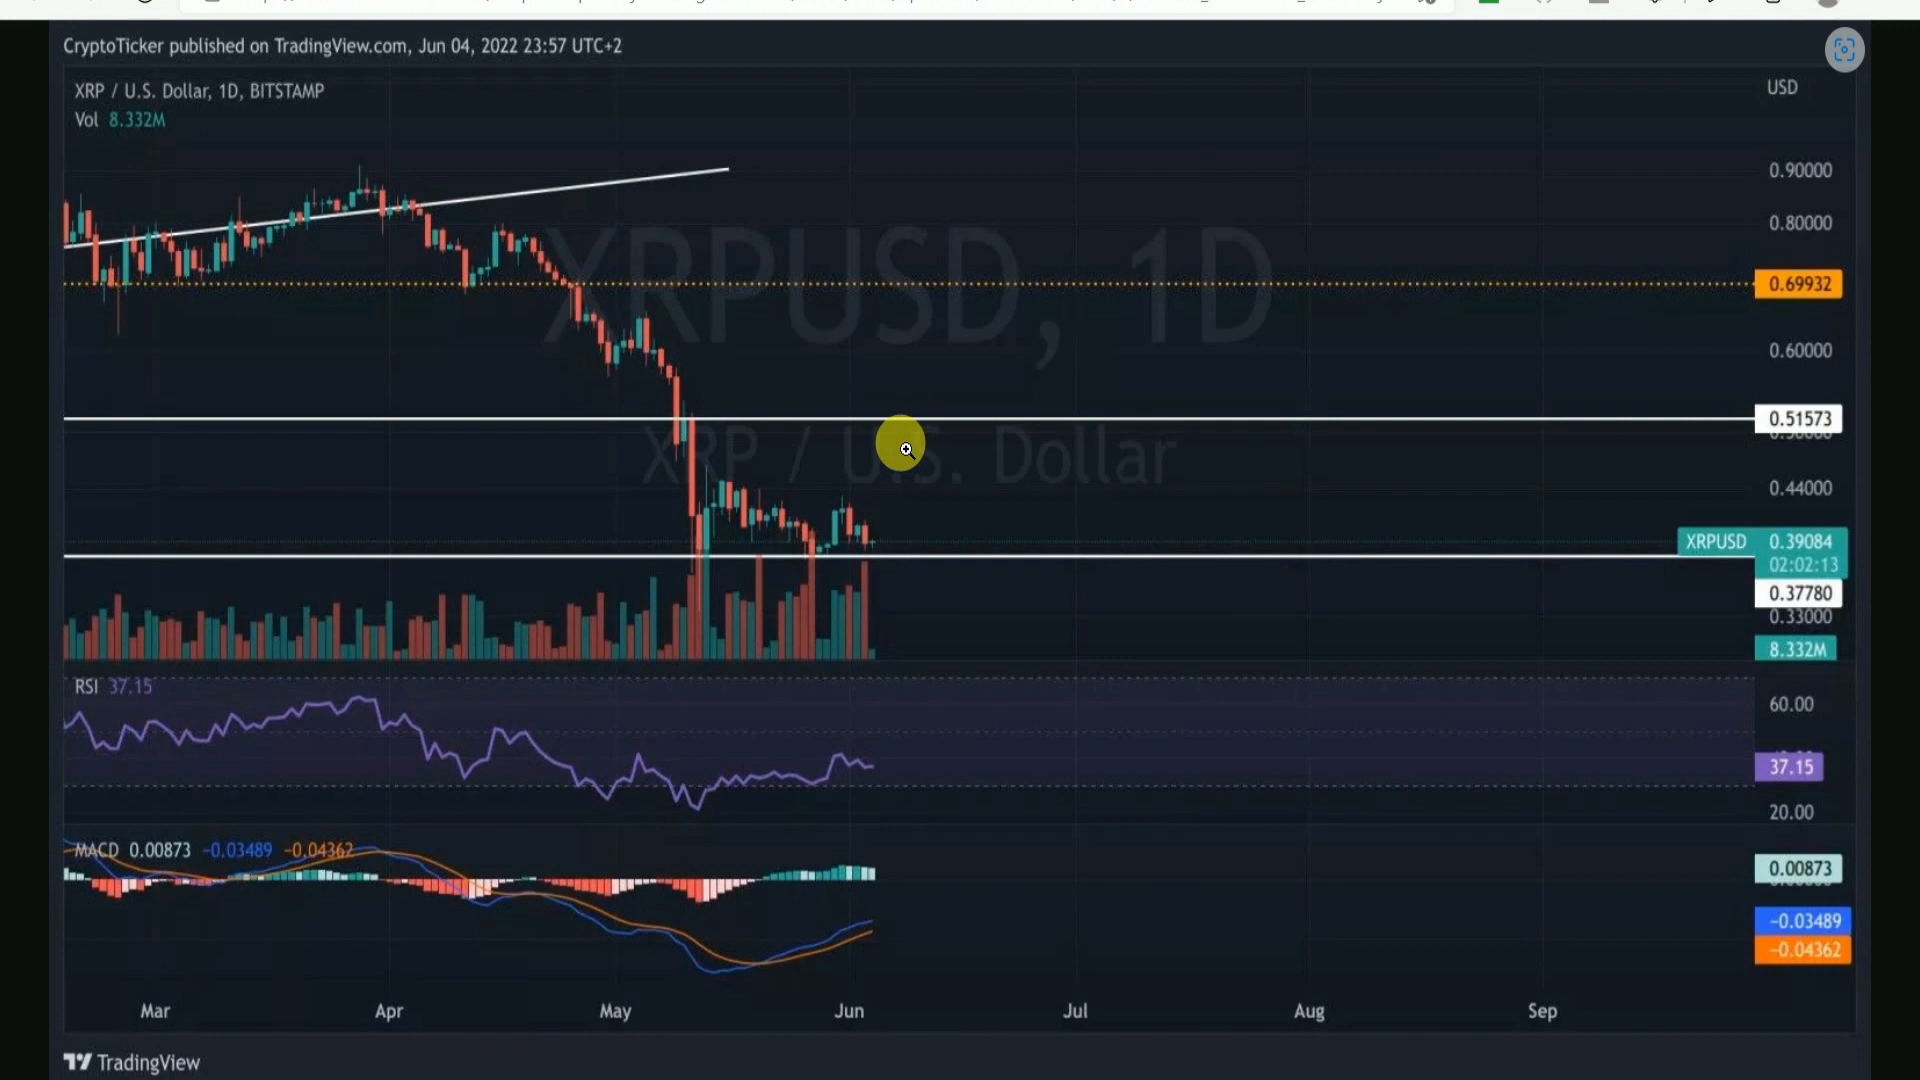 CryptoTicker published on TradingView.com, Jun 04, 2022 23:57 UTC+2
XRP / U.S. Dollar, 1D, BITSTAMP
USD
Vol 8.332M
0.90000
0.80000
XRPUSD, 1D
0.69932
0.60000
0.51573
XRP / U.S. Dollar
0.44000
XRPUSD 0.39084
02:02:13
0.37780
0.33000
8.332M
RSI 37.15
60.00
37.15
20.00
MACD 0.00873 −0.03489 −0.04362
0.00873
−0.03489
−0.04362
Mar Apr May Jun Jul Aug Sep
TradingView